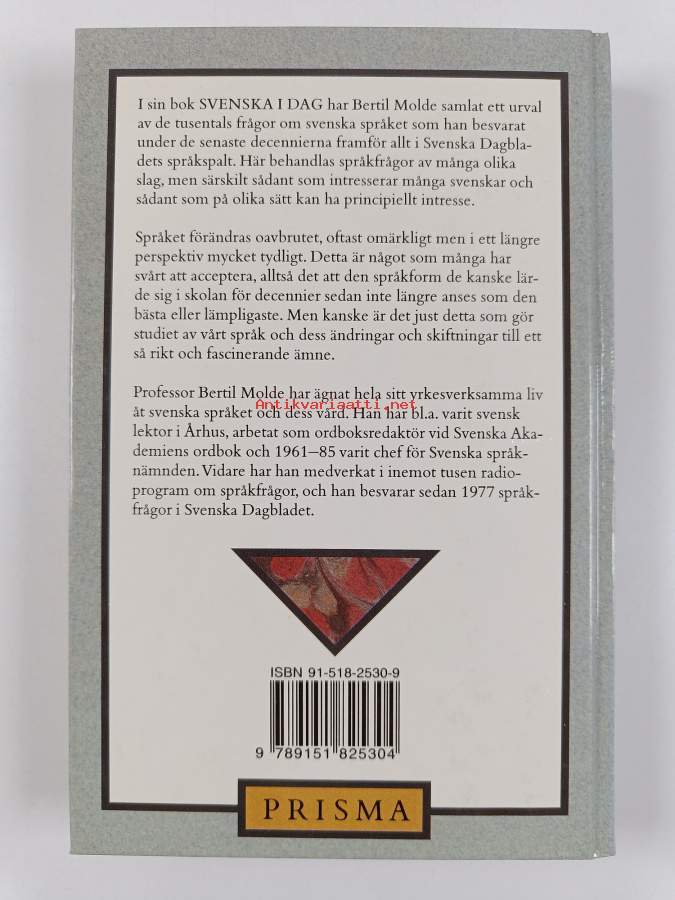 I sin bok SVENSKA I DAG har Bertil Molde samlat ett urval
av de tusentals frågor om svenska språket som han besvarat
under de senaste decennierna framför allt i Svenska Dagbla-
dets språkspalt. Här behandlas språkfrågor av många olika
slag, men särskilt sådant som intresserar många svenskar och
sådant som på olika sätt kan ha principiellt intresse.
Språket förändras oavbrutet, oftast omärkligt men i ett längre
perspektiv mycket tydligt. Detta är något som många har
svårt att acceptera, alltså det att den språkform de kanske lär-
de sig i skolan för decennier sedan inte längre anses som den
bästa eller lämpligaste. Men kanske är det just detta som gör
studiet av vårt språk och dess ändringar och skiftningar till ett
så rikt och fascinerande ämne.
Professor Bertil Molde har ägnat hela sitt yrkesverksamma liv
Antikvariaatti.net
åt svenska språket och dess vård. Han har bl.a. varit svensk
lektor i Århus, arbetat som ordboksredaktör vid Svenska Aka-
demiens ordbok och 1961–85 varit chef för Svenska språk-
nämnden. Vidare har han medverkat i inemot tusen radio-
program om språkfrågor, och han besvarar sedan 1977 språk-
frågor i Svenska Dagbladet.
ISBN 91-518-2530-9
9 789151 825304
PRISMA